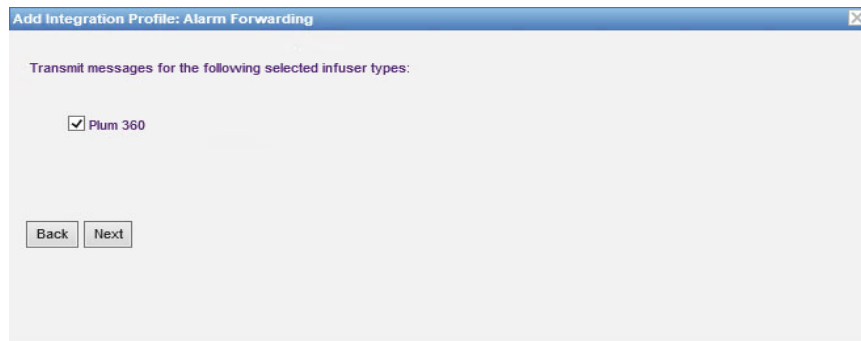 Add Integration Profile: Alarm Forwarding
Transmit messages for the following selected infuser types:
Plum 360
Back Next